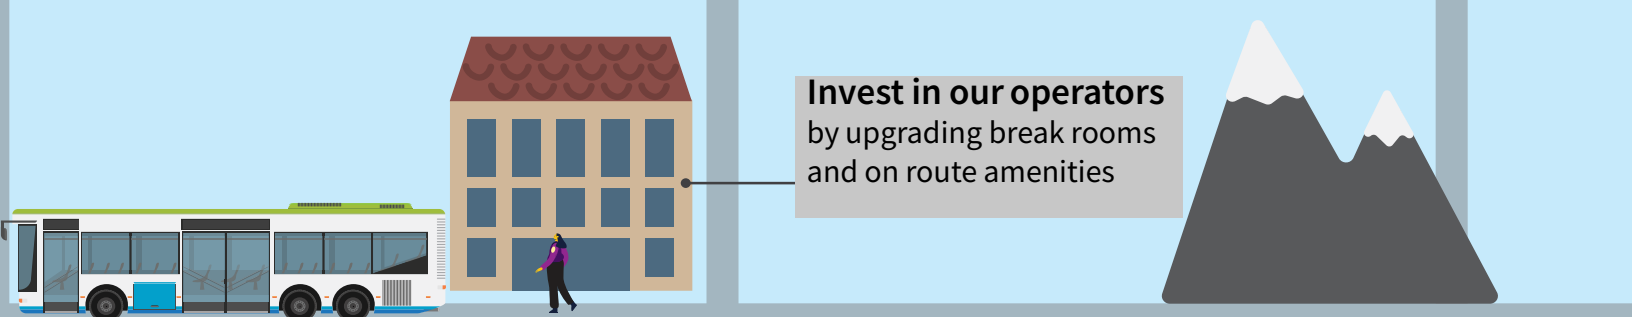 Invest in our operators
by upgrading break rooms
and on route amenities